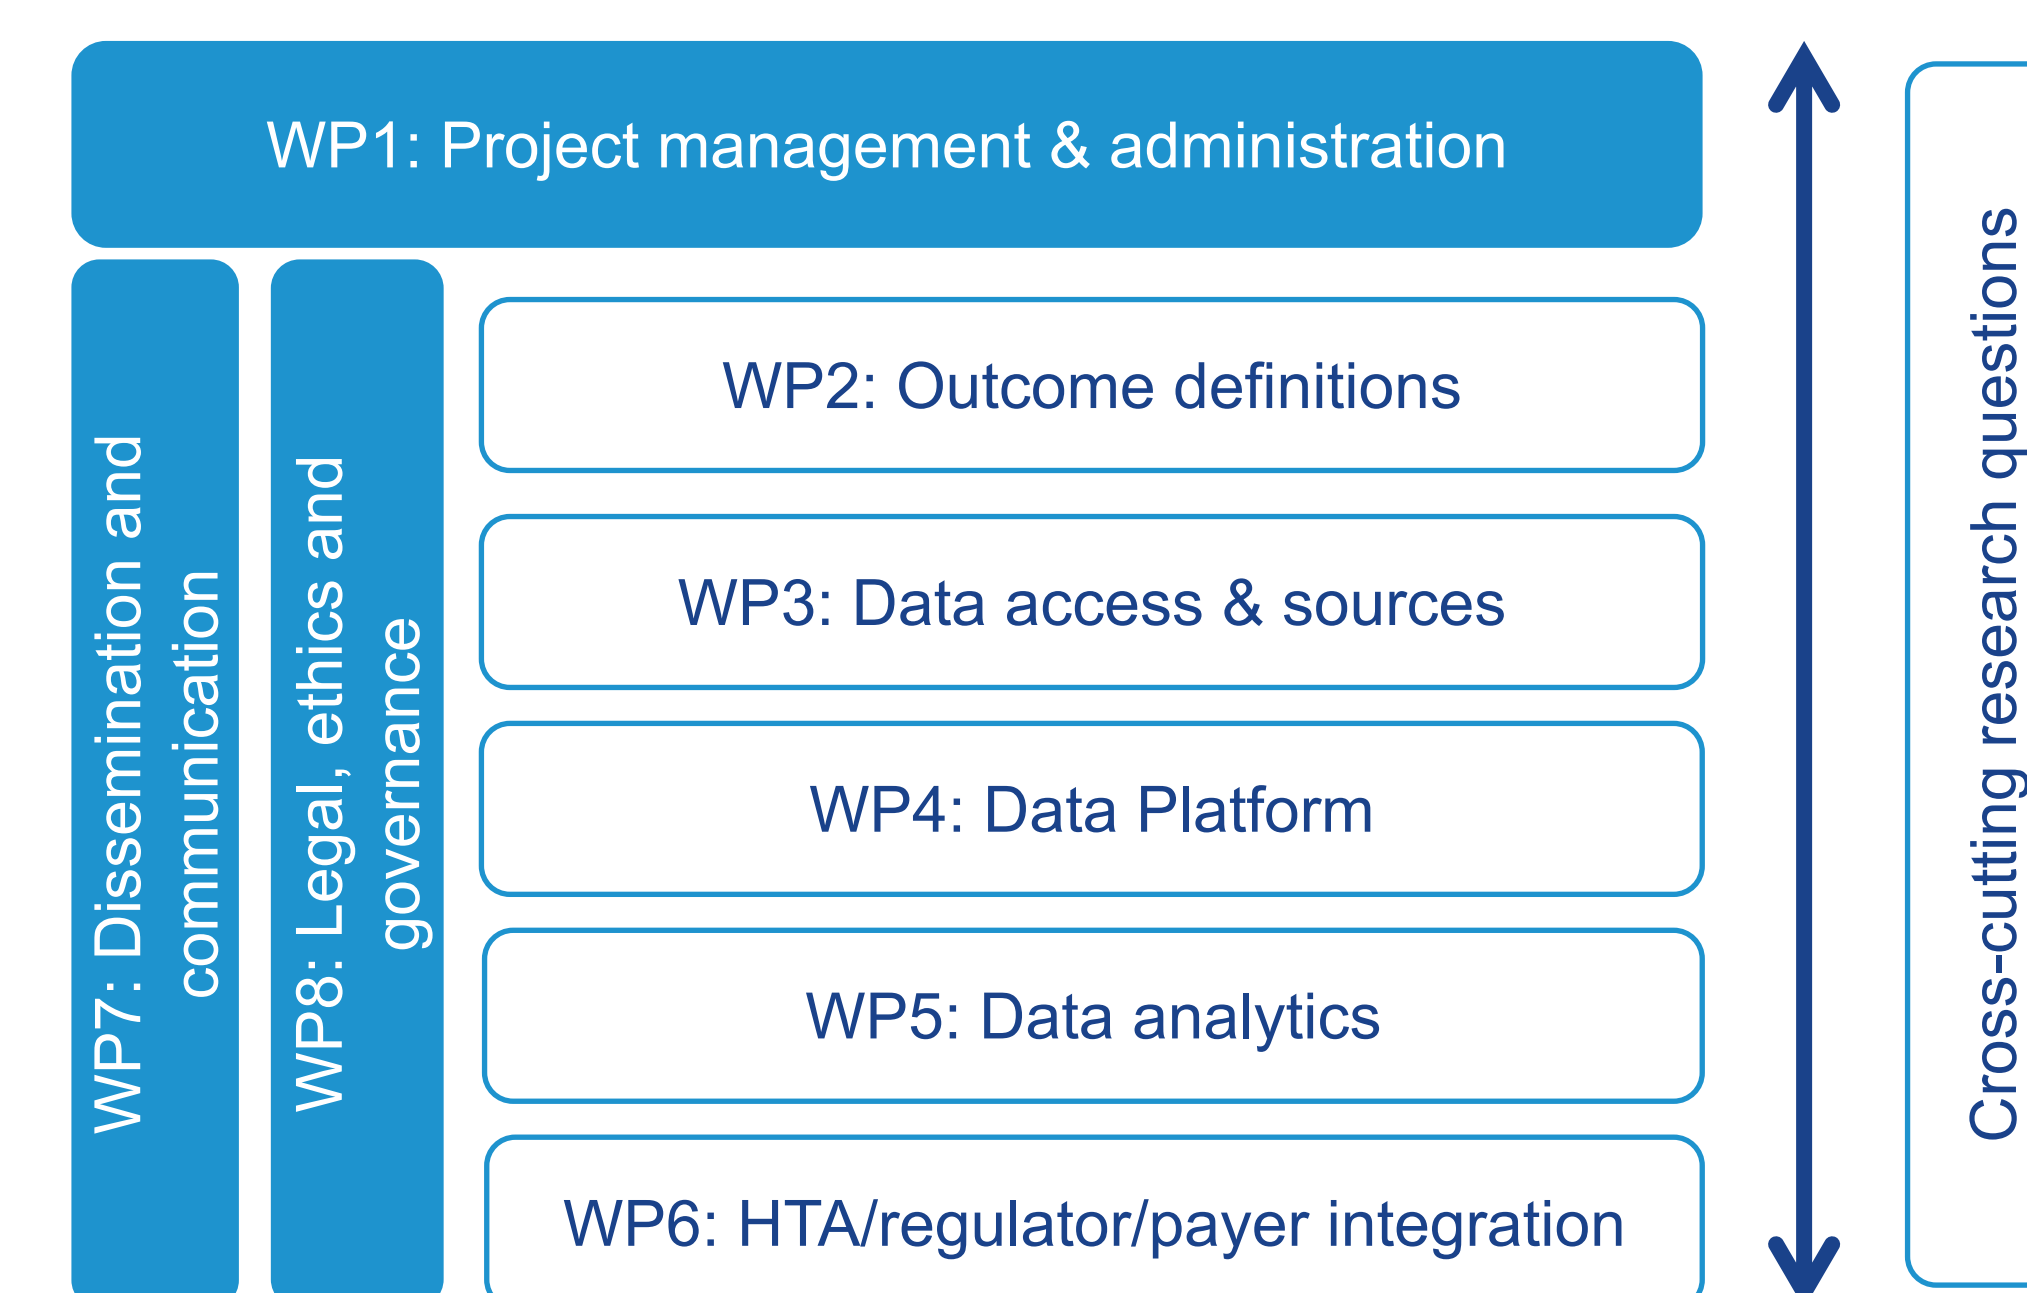 WP1: Project management & administration
WP7: Dissemination and
communication
WP8: Legal, ethics and
governance
WP2: Outcome definitions
WP3: Data access & sources
WP4: Data Platform
WP5: Data analytics
WP6: HTA/regulator/payer integration
Cross-cutting research questions